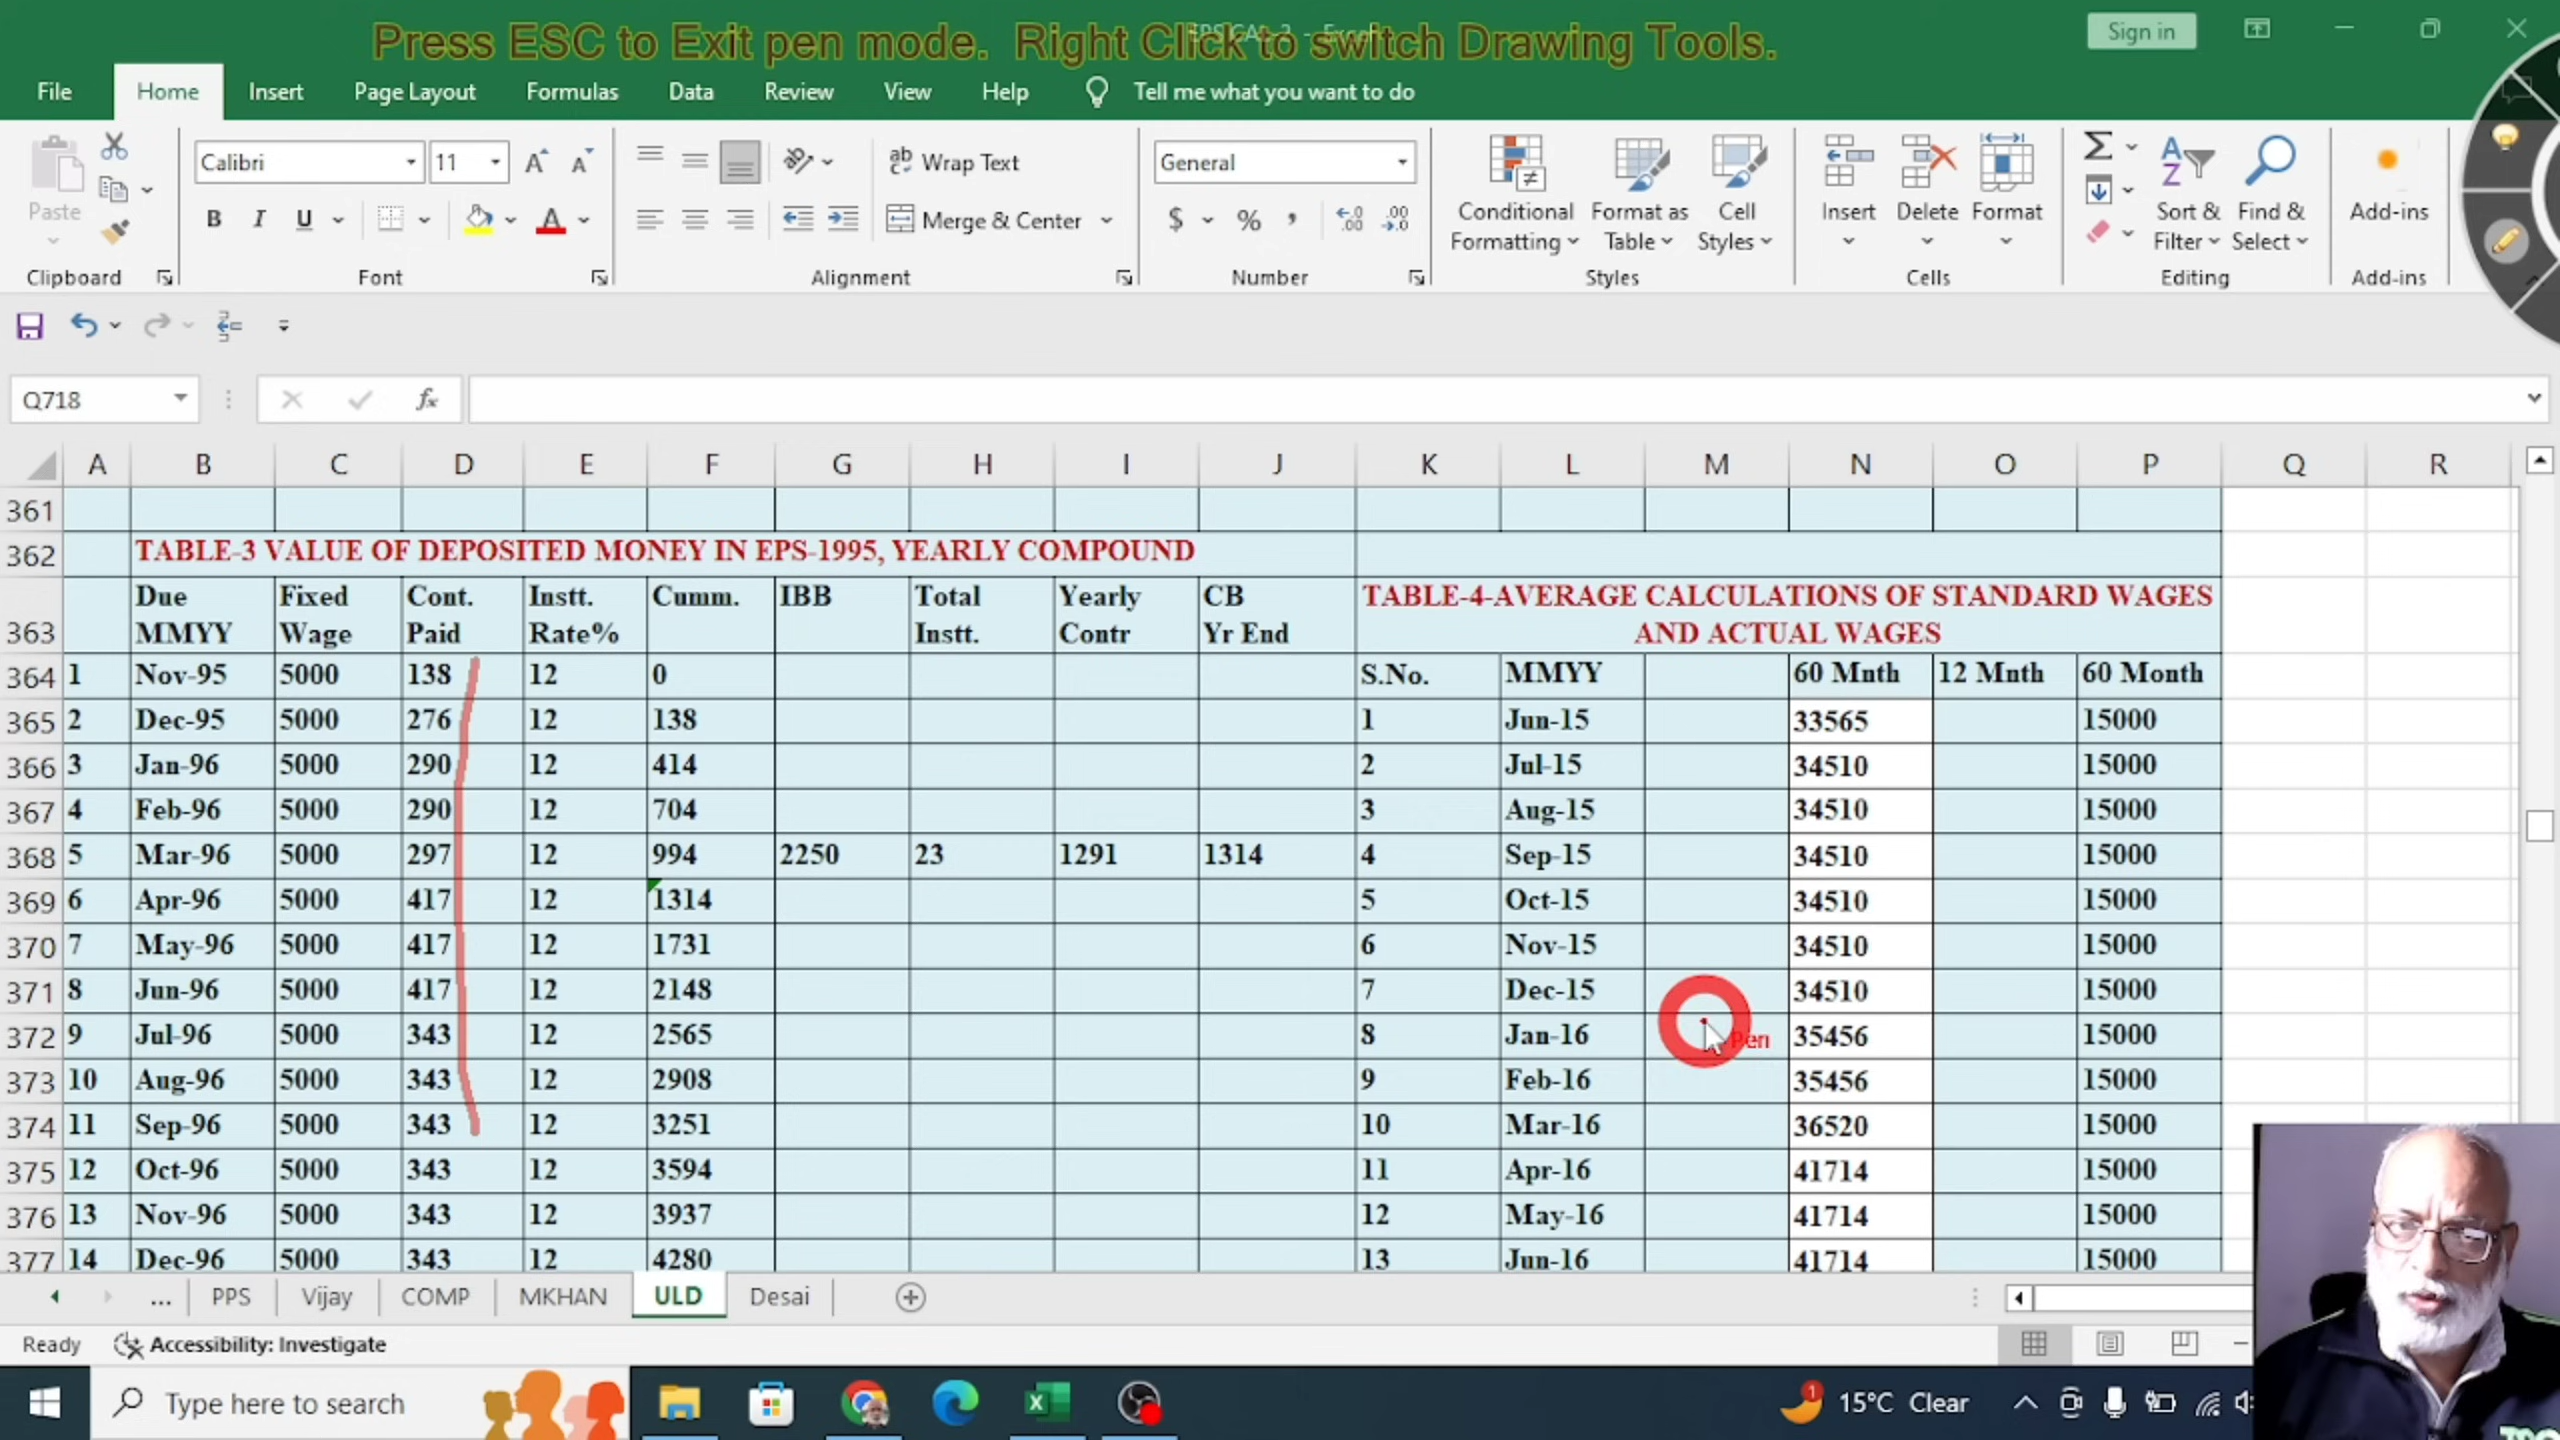 Press ESC to Exit pen mode. Right Click to switch Drawing Tools.
Sign in
File Home Insert Page Layout Formulas Data Review View Help Tell me what you want to do
Paste
Calibri 11
Wrap Text
General
B I U
Merge & Center
$ % ,
Conditional Formatting
Format as Table
Cell Styles
Insert Delete Format
Sort & Filter
Find & Select
Add-ins
Clipboard Font Alignment Number Styles Cells Editing Add-ins
Q718 fx
A B C D E F G H I J K L M N O P Q R
361
362 TABLE-3 VALUE OF DEPOSITED MONEY IN EPS-1995, YEARLY COMPOUND
363 Due MMYY Fixed Wage Cont. Paid Instt. Rate% Cumm. IBB Total Instt. Yearly Contr CB Yr End TABLE-4-AVERAGE CALCULATIONS OF STANDARD WAGES AND ACTUAL WAGES
364 1 Nov-95 5000 138 12 0 S.No. MMYY 60 Mnth 12 Mnth 60 Month
365 2 Dec-95 5000 276 12 138 1 Jun-15 33565 15000
366 3 Jan-96 5000 290 12 414 2 Jul-15 34510 15000
367 4 Feb-96 5000 290 12 704 3 Aug-15 34510 15000
368 5 Mar-96 5000 297 12 994 2250 23 1291 1314 4 Sep-15 34510 15000
369 6 Apr-96 5000 417 12 1314 5 Oct-15 34510 15000
370 7 May-96 5000 417 12 1731 6 Nov-15 34510 15000
371 8 Jun-96 5000 417 12 2148 7 Dec-15 34510 15000
372 9 Jul-96 5000 343 12 2565 8 Jan-16 Pen 35456 15000
373 10 Aug-96 5000 343 12 2908 9 Feb-16 35456 15000
374 11 Sep-96 5000 343 12 3251 10 Mar-16 36520 15000
375 12 Oct-96 5000 343 12 3594 11 Apr-16 41714 15000
376 13 Nov-96 5000 343 12 3937 12 May-16 41714 15000
377 14 Dec-96 5000 343 12 4280 13 Jun-16 41714 15000
... PPS Vijay COMP MKHAN ULD Desai
Ready Accessibility: Investigate
Type here to search
1 15°C Clear